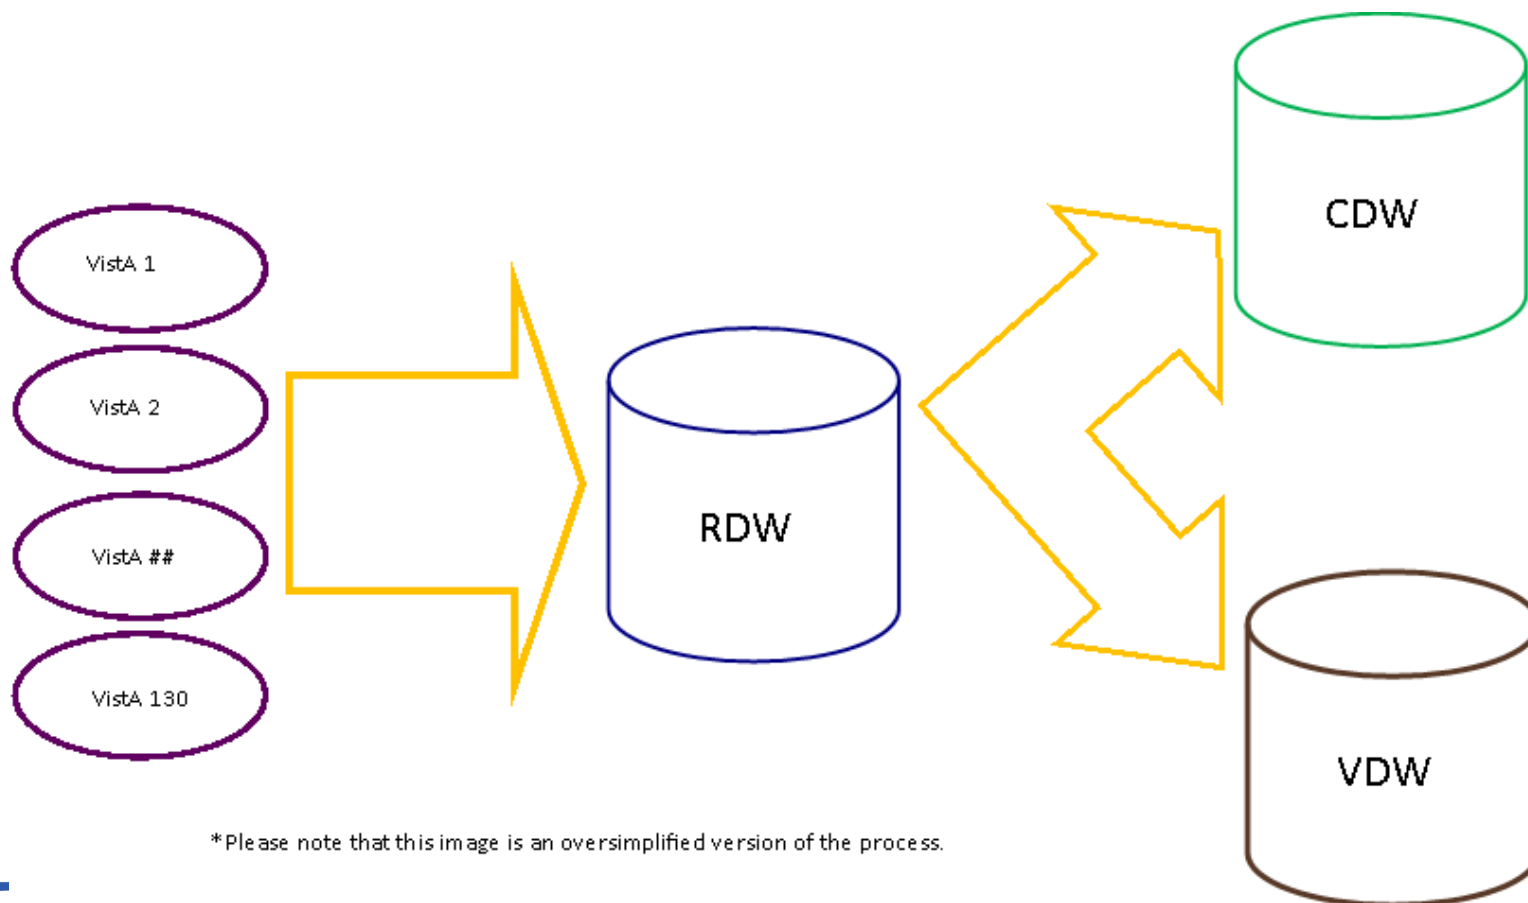 VistA 1
VistA 2
VistA ##
VistA 130
RDW
CDW
VDW
*Please note that this image is an oversimplified version of the process.